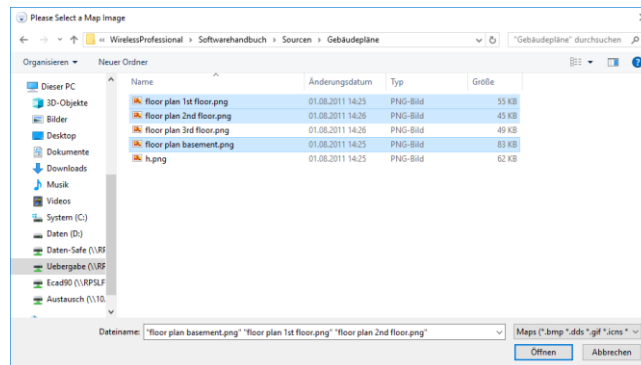 Please Select a Map Image
« WirelessProfessional › Softwarehandbuch › Sourcen › Gebäudepläne
"Gebäudepläne" durchsuchen
Organisieren Neuer Ordner
Name Änderungsdatum Typ Größe
Dieser PC
3D-Objekte
Bilder
Desktop
Dokumente
Downloads
Musik
Videos
System (C:)
Daten (D:)
Daten-Safe (\\RF
Uebergabe (\\RF
Ecad90 (\\RPSLF
Austausch (\\10.
floor plan 1st floor.png 01.08.2011 14:25 PNG-Bild 55 KB
floor plan 2nd floor.png 01.08.2011 14:26 PNG-Bild 45 KB
floor plan 3rd floor.png 01.08.2011 14:26 PNG-Bild 49 KB
floor plan basement.png 01.08.2011 14:25 PNG-Bild 83 KB
h.png 01.08.2011 14:25 PNG-Bild 62 KB
Dateiname: "floor plan basement.png" "floor plan 1st floor.png" "floor plan 2nd floor.png"
Maps (*.bmp *.dds *.gif *.icns *
Öffnen Abbrechen